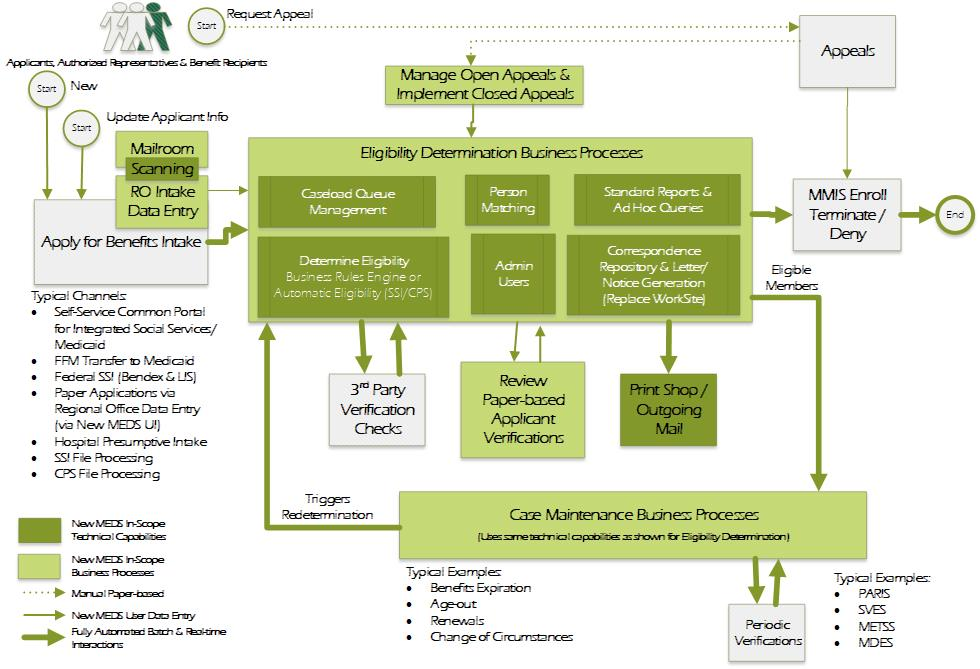 Request Appeal
Start
Appeals
Applicants, Authorized Representatives & Benefit Recipients
Start
New
Manage Open Appeals &
Implement Closed Appeals
Start
Update Applicant Info
Mailroom
Scanning
RO Intake
Data Entry
Apply for Benefits Intake
Eligibility Determination Business Processes
Caseload Queue
Management
Person
Matching
Standard Reports &
Ad Hoc Queries
Determine Eligibility
Business Rules Engine or
Automatic Eligibility (SSI/CPS)
Admin
Users
Correspondence
Repository & Letter/
Notice Generation
(Replace WorkSite)
MMIS Enroll
Terminate /
Deny
End
Eligible
Members
Typical Channels:
• Self-Service Common Portal
for Integrated Social Services/
Medicaid
• FFM Transfer to Medicaid
• Federal SSI (Bendex & LIS)
• Paper Applications via
Regional Office Data Entry
(via New MEDS UI)
• Hospital Presumptive Intake
• SSI File Processing
• CPS File Processing
3rd Party
Verification
Checks
Review
Paper-based
Applicant
Verifications
Print Shop /
Outgoing
Mail
Triggers
Redetermination
Case Maintenance Business Processes
(Uses same technical capabilities as shown for Eligibility Determination)
New MEDS In-Scope
Technical Capabilities
New MEDS In-Scope
Business Processes
Manual Paper-based
New MEDS User Data Entry
Fully Automated Batch & Real-time
Interactions
Typical Examples:
• Benefits Expiration
• Age-out
• Renewals
• Change of Circumstances
Periodic
Verifications
Typical Examples:
• PARIS
• SVES
• METSS
• MDES